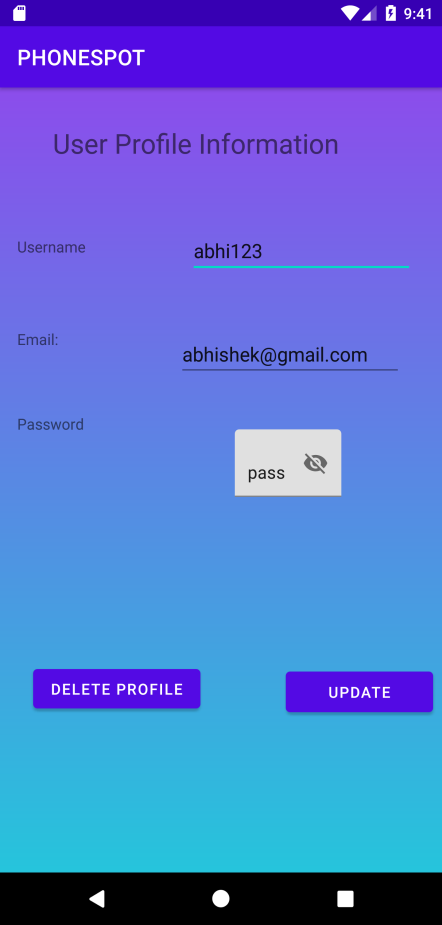 9:41
PHONESPOT
User Profile Information
Username
abhi123
Email:
abhishek@gmail.com
Password
pass
DELETE PROFILE
UPDATE